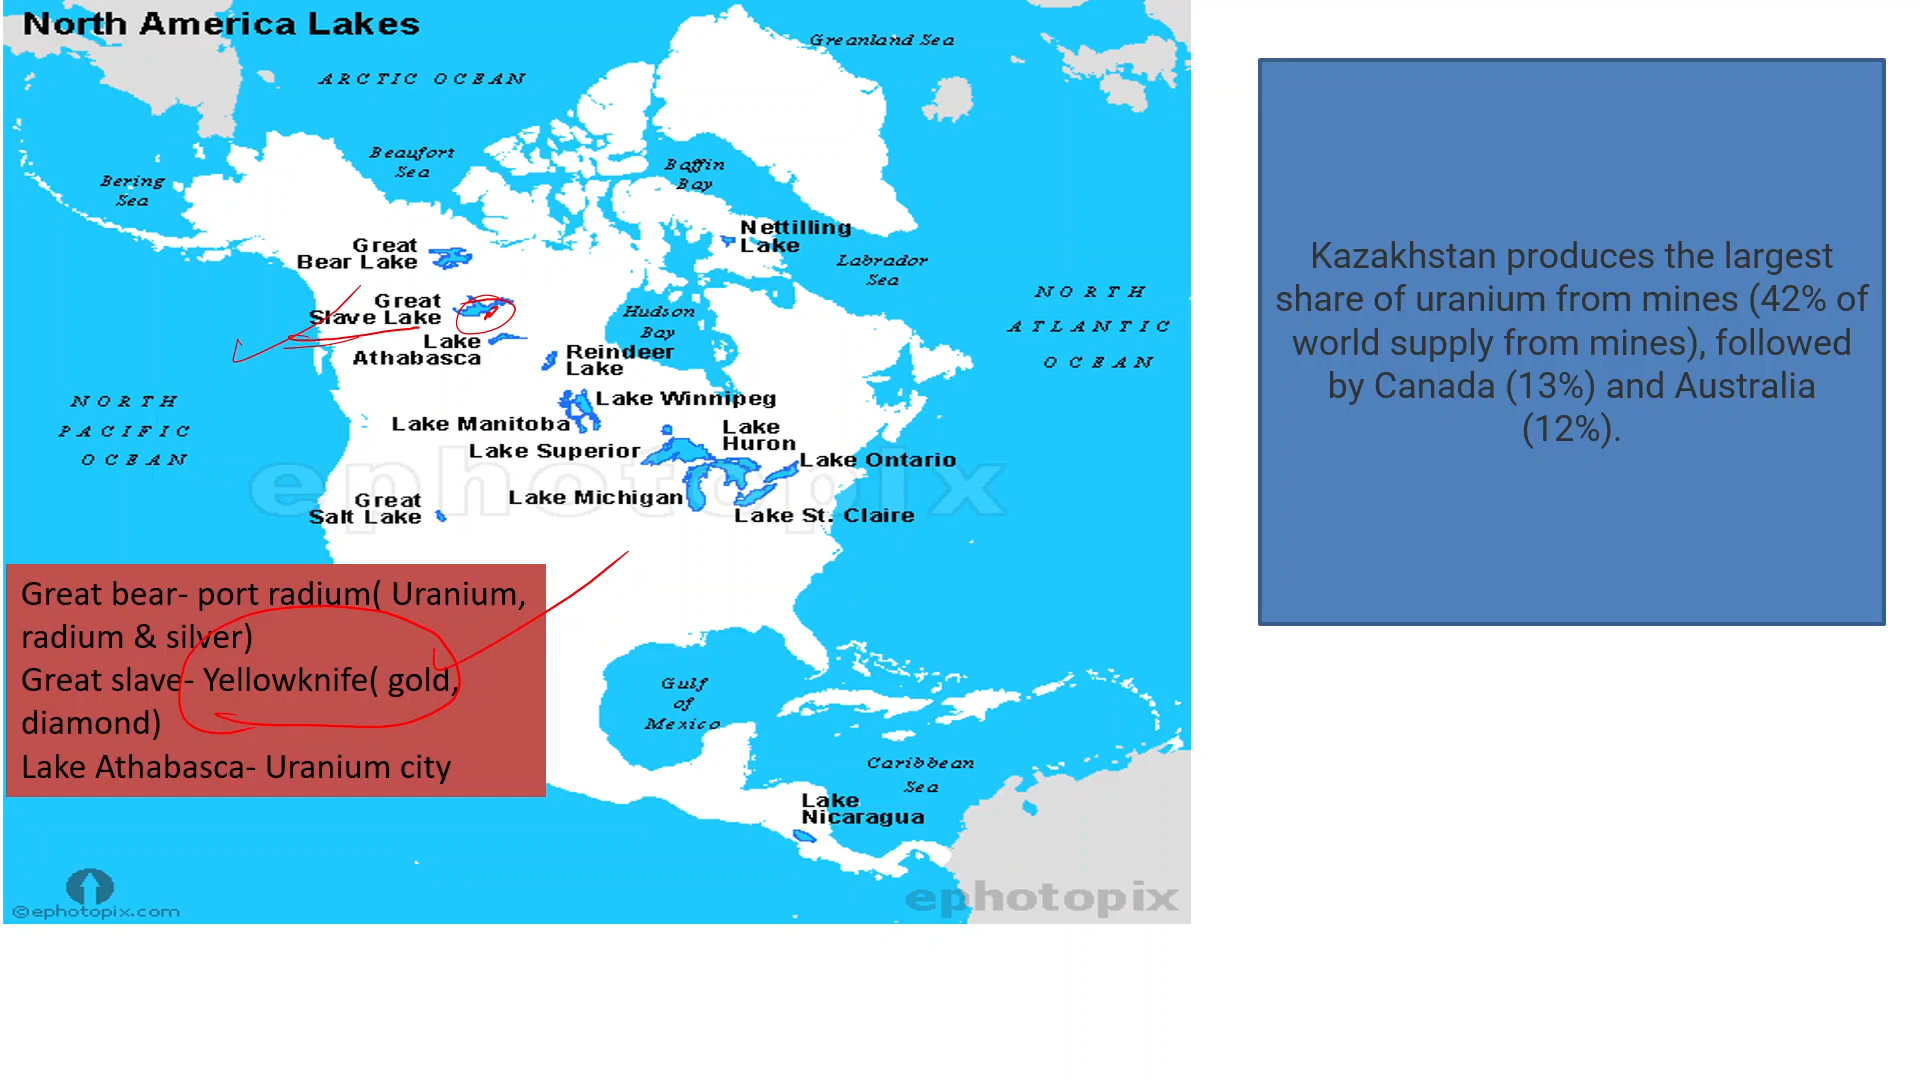 North America Lakes
Greanland Sea
ARCTIC OCEAN
Beaufort
Sea
Baffin
Bay
Bering
Sea
Nettilling
Lake
Great
Bear Lake
Labrador
Sea
Great
Slave Lake
NORTH
ATLANTIC
OCEAN
Hudson
Bay
Lake
Athabasca
Reindeer
Lake
NORTH
PACIFIC
OCEAN
Lake Winnipeg
Lake Manitoba
Lake
Huron
Lake Superior
Lake Ontario
ephotopix
Lake Michigan
Great
Salt Lake
Lake St. Claire
Great bear- port radium( Uranium,
radium & silver)
Great slave- Yellowknife( gold,
diamond)
Lake Athabasca- Uranium city
Gulf
of
Mexico
Caribbean
Sea
Lake
Nicaragua
©ephotopix.com
ephotopix
Kazakhstan produces the largest
share of uranium from mines (42% of
world supply from mines), followed
by Canada (13%) and Australia
(12%).